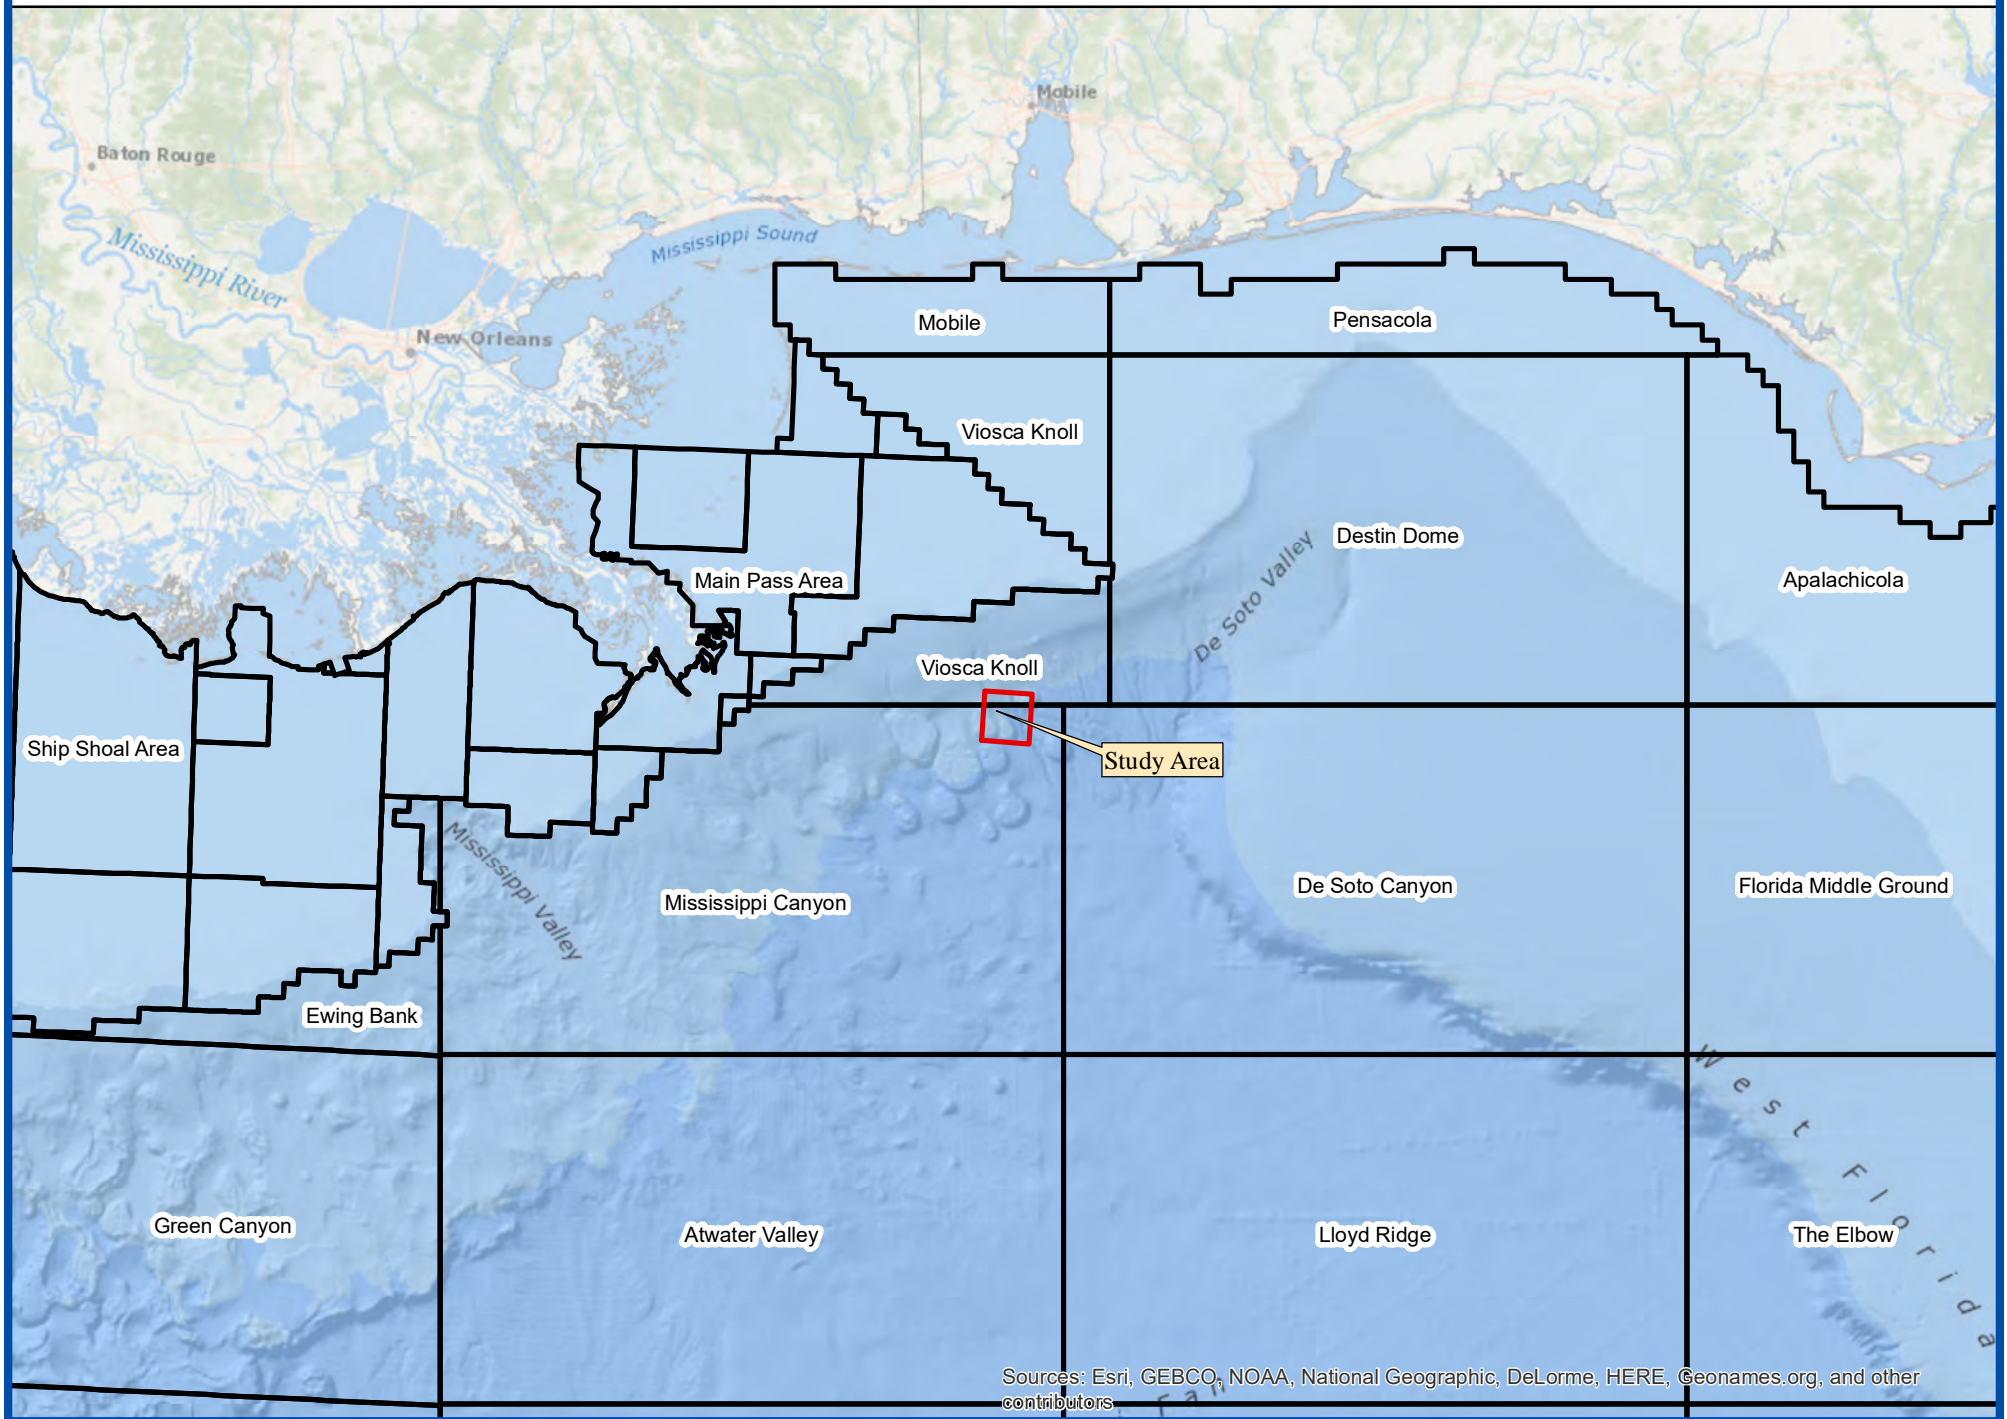 Mobile
Baton Rouge
Mississippi Sound
Mississippi River
Mobile
Pensacola
New Orleans
Viosca Knoll
Destin Dome
De Soto Valley
Main Pass Area
Apalachicola
Viosca Knoll
Ship Shoal Area
Study Area
Mississippi Valley
Mississippi Canyon
De Soto Canyon
Florida Middle Ground
Ewing Bank
West Florida
Green Canyon
Atwater Valley
Lloyd Ridge
The Elbow
Sources: Esri, GEBCO, NOAA, National Geographic, DeLorme, HERE, Geonames.org, and other
contributors
Fan